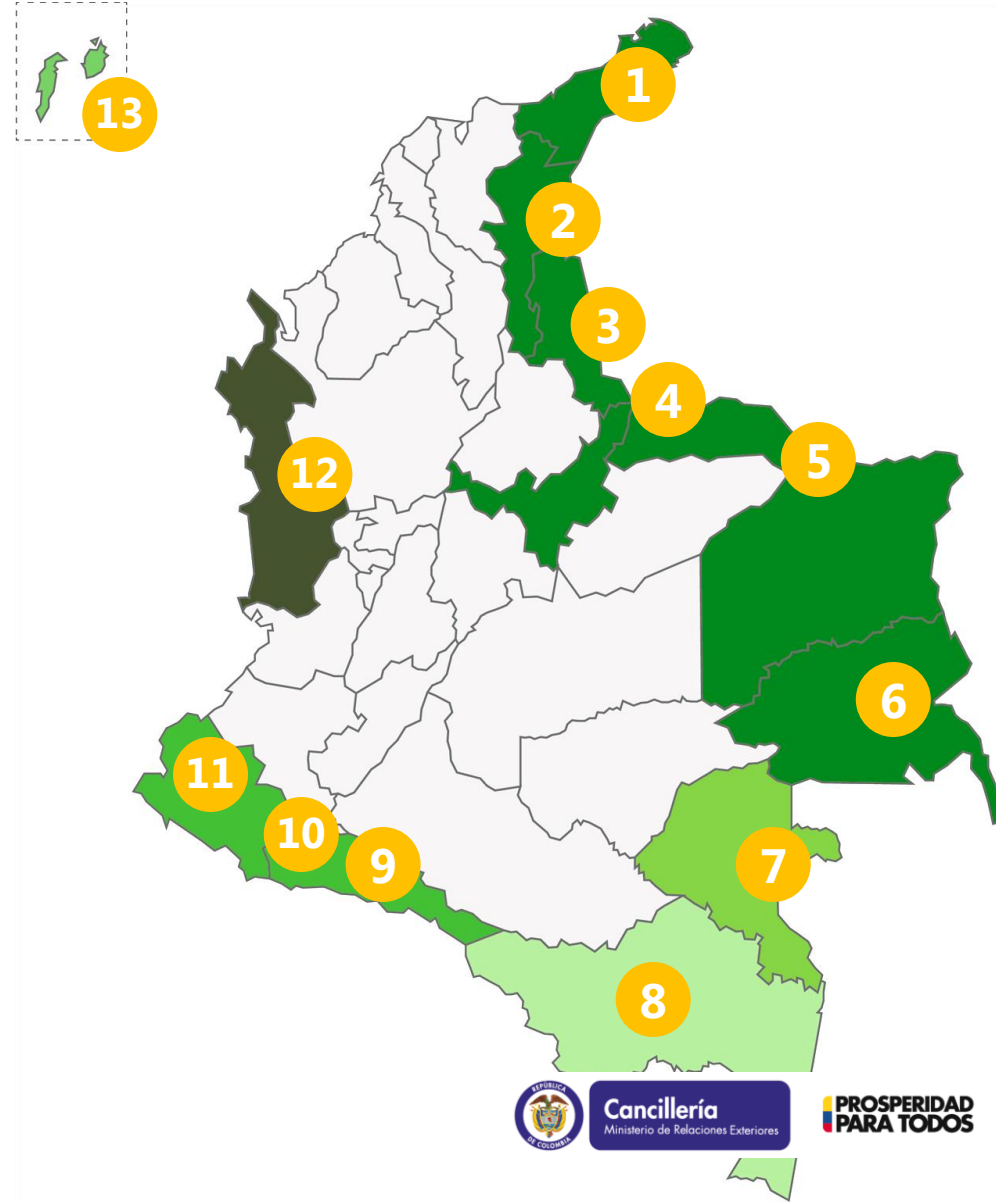 13
1
2
3
4
5
12
6
11
10
9
7
8
REPÚBLICA
DE COLOMBIA
Cancillería
Ministerio de Relaciones Exteriores
PROSPERIDAD
PARA TODOS